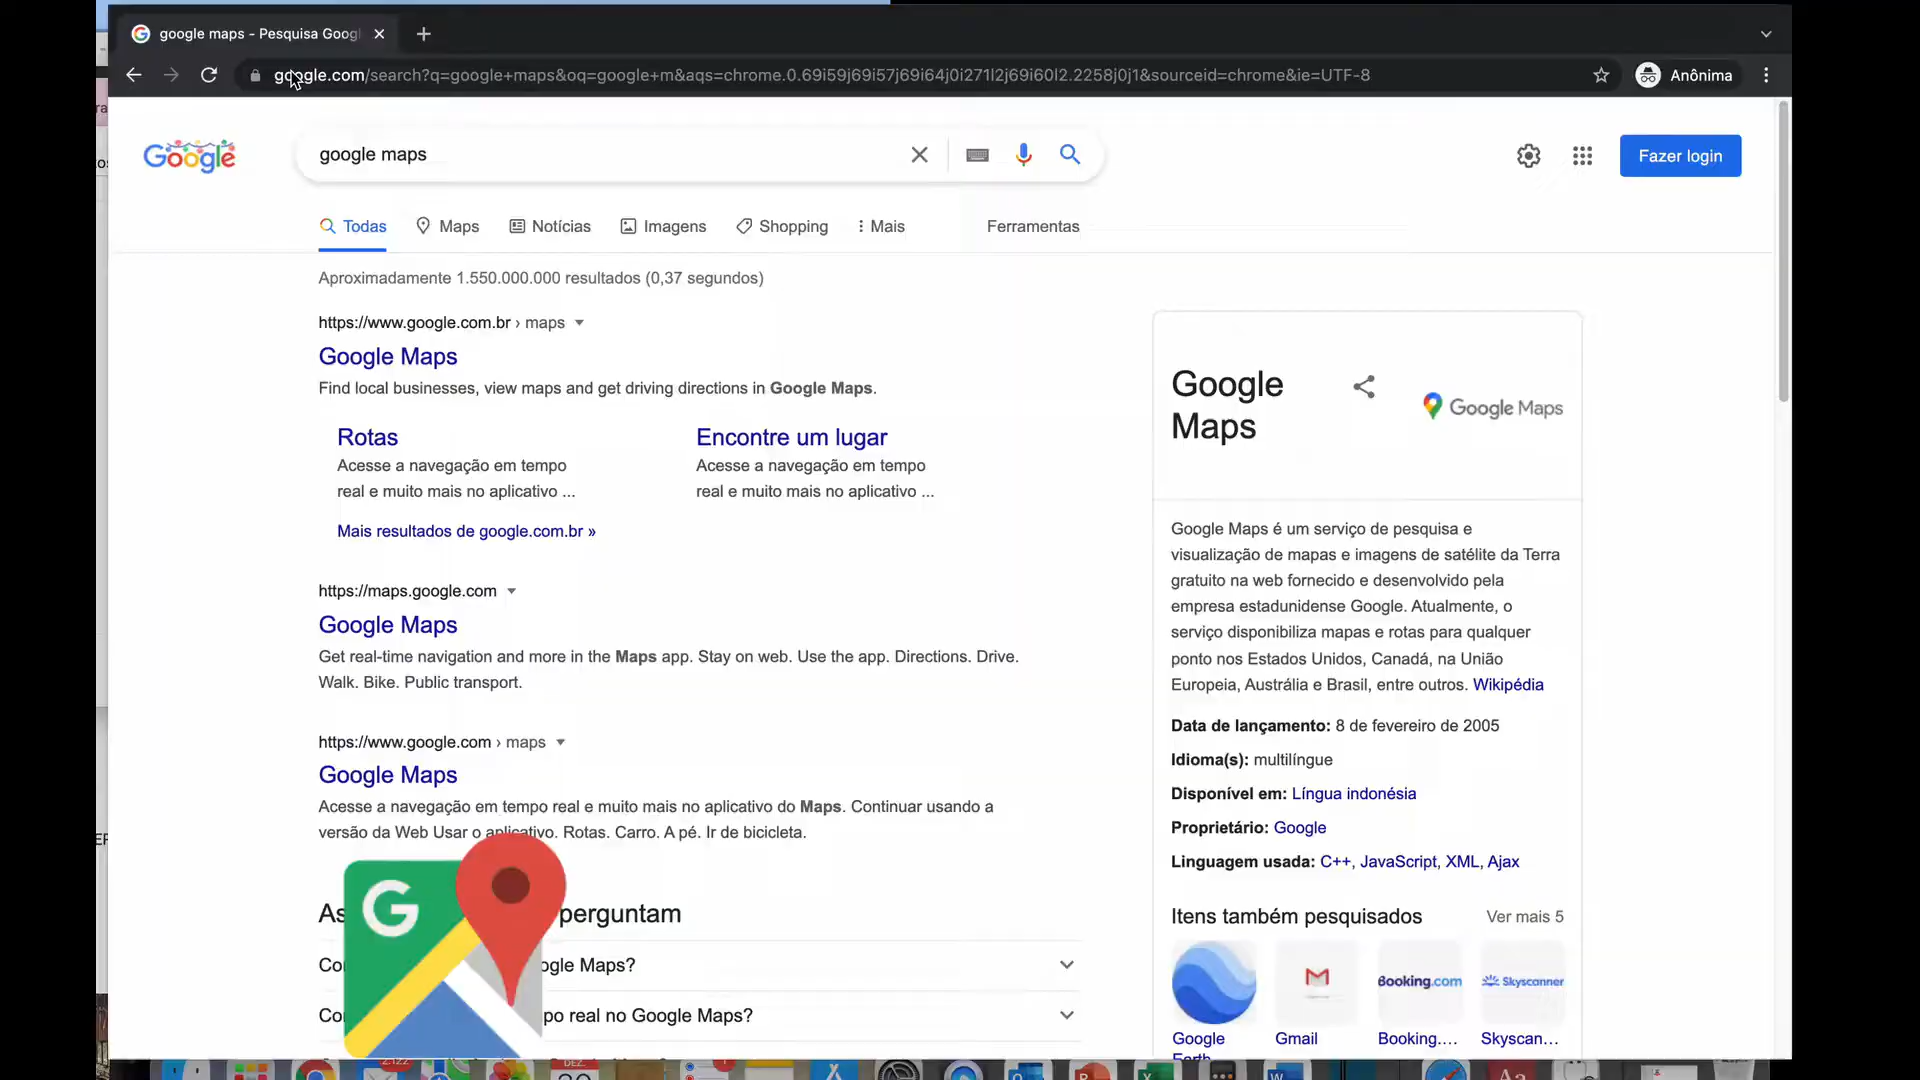 google maps - Pesquisa Googl
google.com/search?q=google+maps&oq=google+m&aqs=chrome.0.69i59j69i57j69i64j0i271l2j69i60l2.2258j0j1&sourceid=chrome&ie=UTF-8
Anônima
Google
google maps
Fazer login
Todas
Maps
Notícias
Imagens
Shopping
Mais
Ferramentas
Aproximadamente 1.550.000.000 resultados (0,37 segundos)
https://www.google.com.br › maps
Google Maps
Find local businesses, view maps and get driving directions in Google Maps.
Rotas
Acesse a navegação em tempo
real e muito mais no aplicativo ...
Encontre um lugar
Acesse a navegação em tempo
real e muito mais no aplicativo ...
Mais resultados de google.com.br »
https://maps.google.com
Google Maps
Get real-time navigation and more in the Maps app. Stay on web. Use the app. Directions. Drive.
Walk. Bike. Public transport.
https://www.google.com › maps
Google Maps
Acesse a navegação em tempo real e muito mais no aplicativo do Maps. Continuar usando a
versão da Web Usar o aplicativo. Rotas. Carro. A pé. Ir de bicicleta.
As perguntam
Co ogle Maps?
Co po real no Google Maps?
G
Google
Maps
Google Maps
Google Maps é um serviço de pesquisa e
visualização de mapas e imagens de satélite da Terra
gratuito na web fornecido e desenvolvido pela
empresa estadunidense Google. Atualmente, o
serviço disponibiliza mapas e rotas para qualquer
ponto nos Estados Unidos, Canadá, na União
Europeia, Austrália e Brasil, entre outros. Wikipédia
Data de lançamento: 8 de fevereiro de 2005
Idioma(s): multilíngue
Disponível em: Língua indonésia
Proprietário: Google
Linguagem usada: C++, JavaScript, XML, Ajax
Itens também pesquisados
Ver mais 5
Booking.com
Skyscanner
Google
Earth
Gmail
Booking....
Skyscan...
2.122
DEZ.